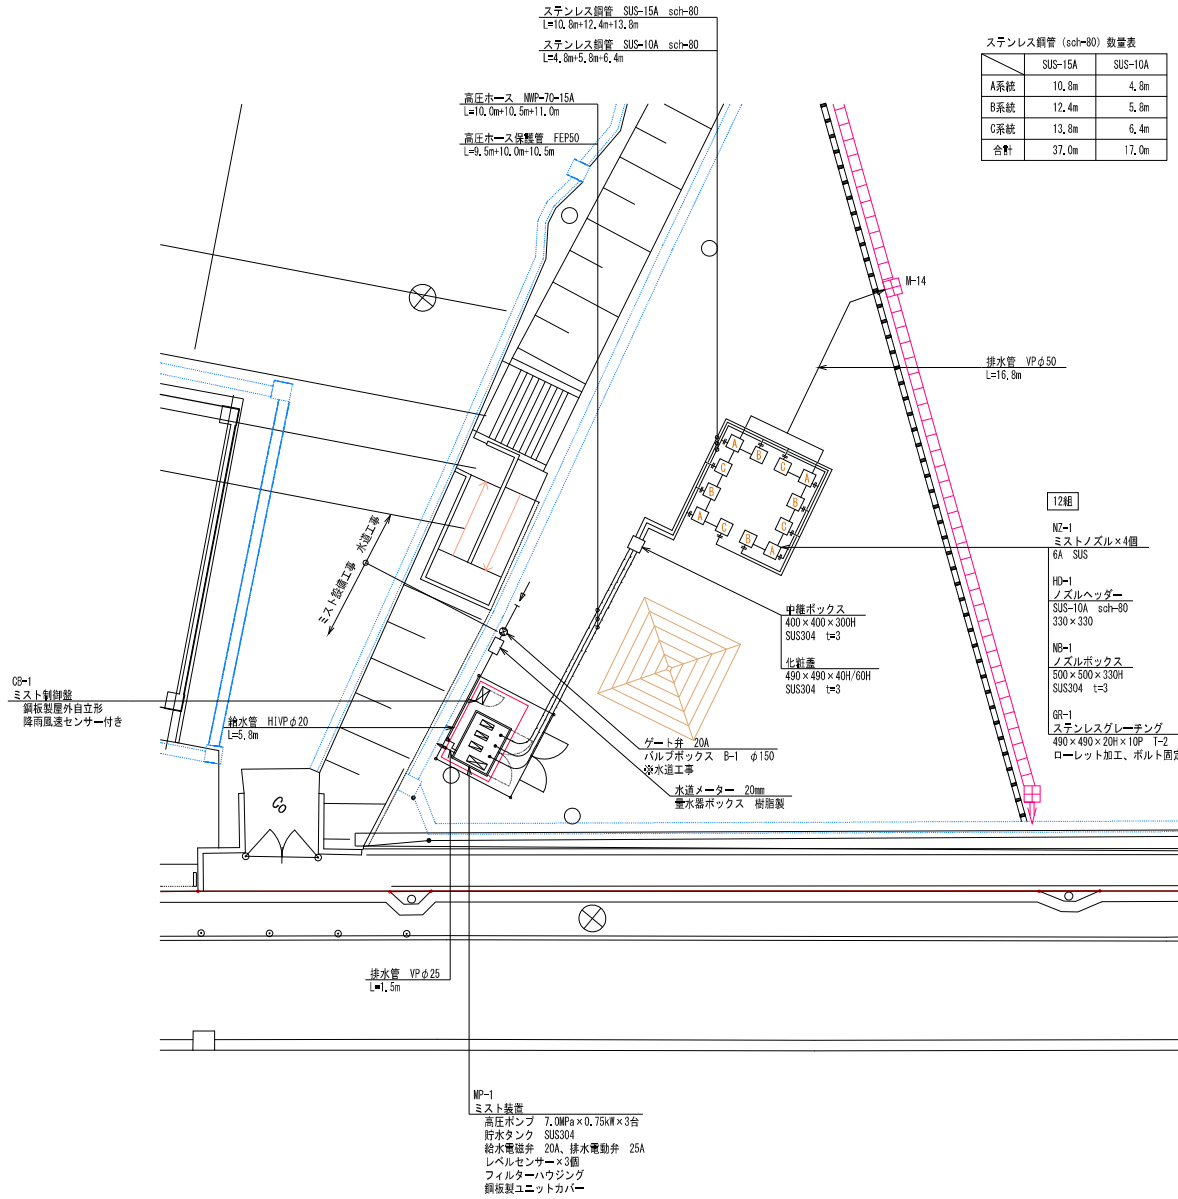 ステンレス鋼管 SUS-15A sch-80
L=10.8m+12.4m+13.8m
ステンレス鋼管 SUS-10A sch-80
L=4.8m+5.8m+6.4m
高圧ホース NWP-70-15A
L=10.0m+10.5m+11.0m
高圧ホース保護管 FEP50
L=9.5m+10.0m+10.5m
ステンレス鋼管 (sch-80) 数量表
SUS-15A SUS-10A
A系統 10.8m 4.8m
B系統 12.4m 5.8m
C系統 13.8m 6.4m
合計 37.0m 17.0m
M-14
排水管 VPφ50
L=16.8m
A
B
C
A
C
B
B
A
C
C
B
A
12組
NZ-1
ミストノズル×4個
6A SUS
HD-1
ノズルヘッダー
SUS-10A sch-80
330×330
NB-1
ノズルボックス
500×500×330H
SUS304 t=3
GR-1
ステンレスグレーチング
490×490×20H×10P T-2
ローレット加工、ボルト固定
中継ボックス
400×400×300H
SUS304 t=3
化粧蓋
490×490×40H/60H
SUS304 t=3
水道工事
ミスト設備工事
CB-1
ミスト制御盤
鋼板製屋外自立形
降雨風速センサー付き
給水管 HIVPφ20
L=5.8m
ゲート弁 20A
バルブボックス B-1 φ150
※水道工事
水道メーター 20mm
量水器ボックス 樹脂製
CO
排水管 VPφ25
L=1.5m
MP-1
ミスト装置
高圧ポンプ 7.0MPa×0.75kW×3台
貯水タンク SUS304
給水電磁弁 20A、排水電動弁 25A
レベルセンサー×3個
フィルターハウジング
鋼板製ユニットカバー